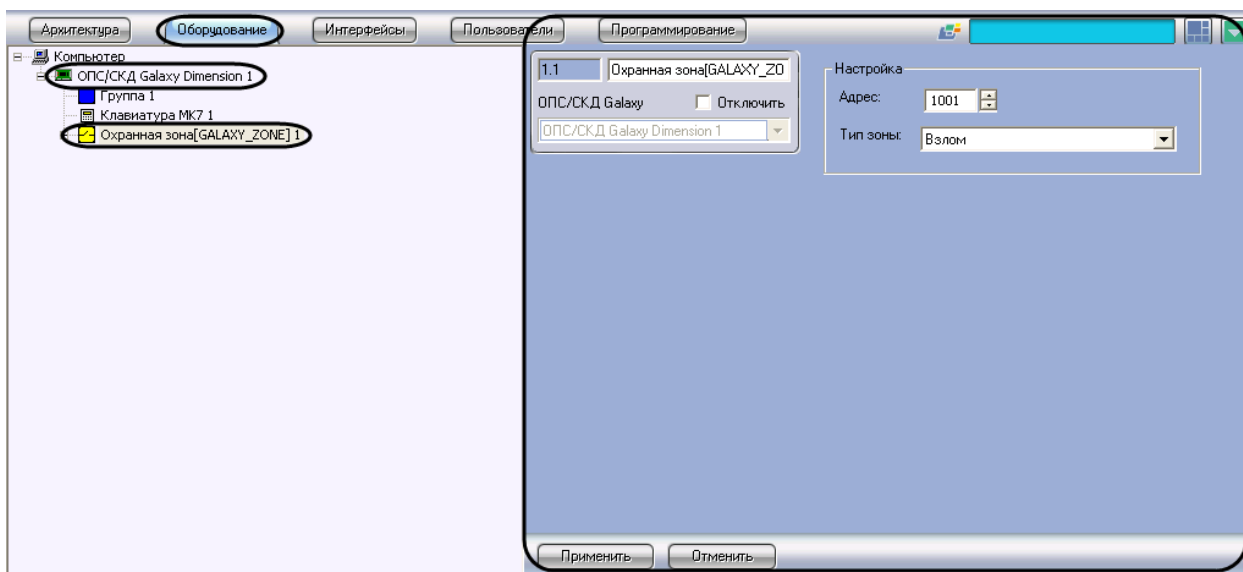 Архитектура Оборудование Интерфейсы Пользователи Программирование
Компьютер
ОПС/СКД Galaxy Dimension 1
Группа 1
Клавиатура МК7 1
Охранная зона[GALAXY_ZONE] 1
1.1 Охранная зона[GALAXY_ZO
ОПС/СКД Galaxy Отключить
ОПС/СКД Galaxy Dimension 1
Настройка
Адрес: 1001
Тип зоны: Взлом
Применить Отменить